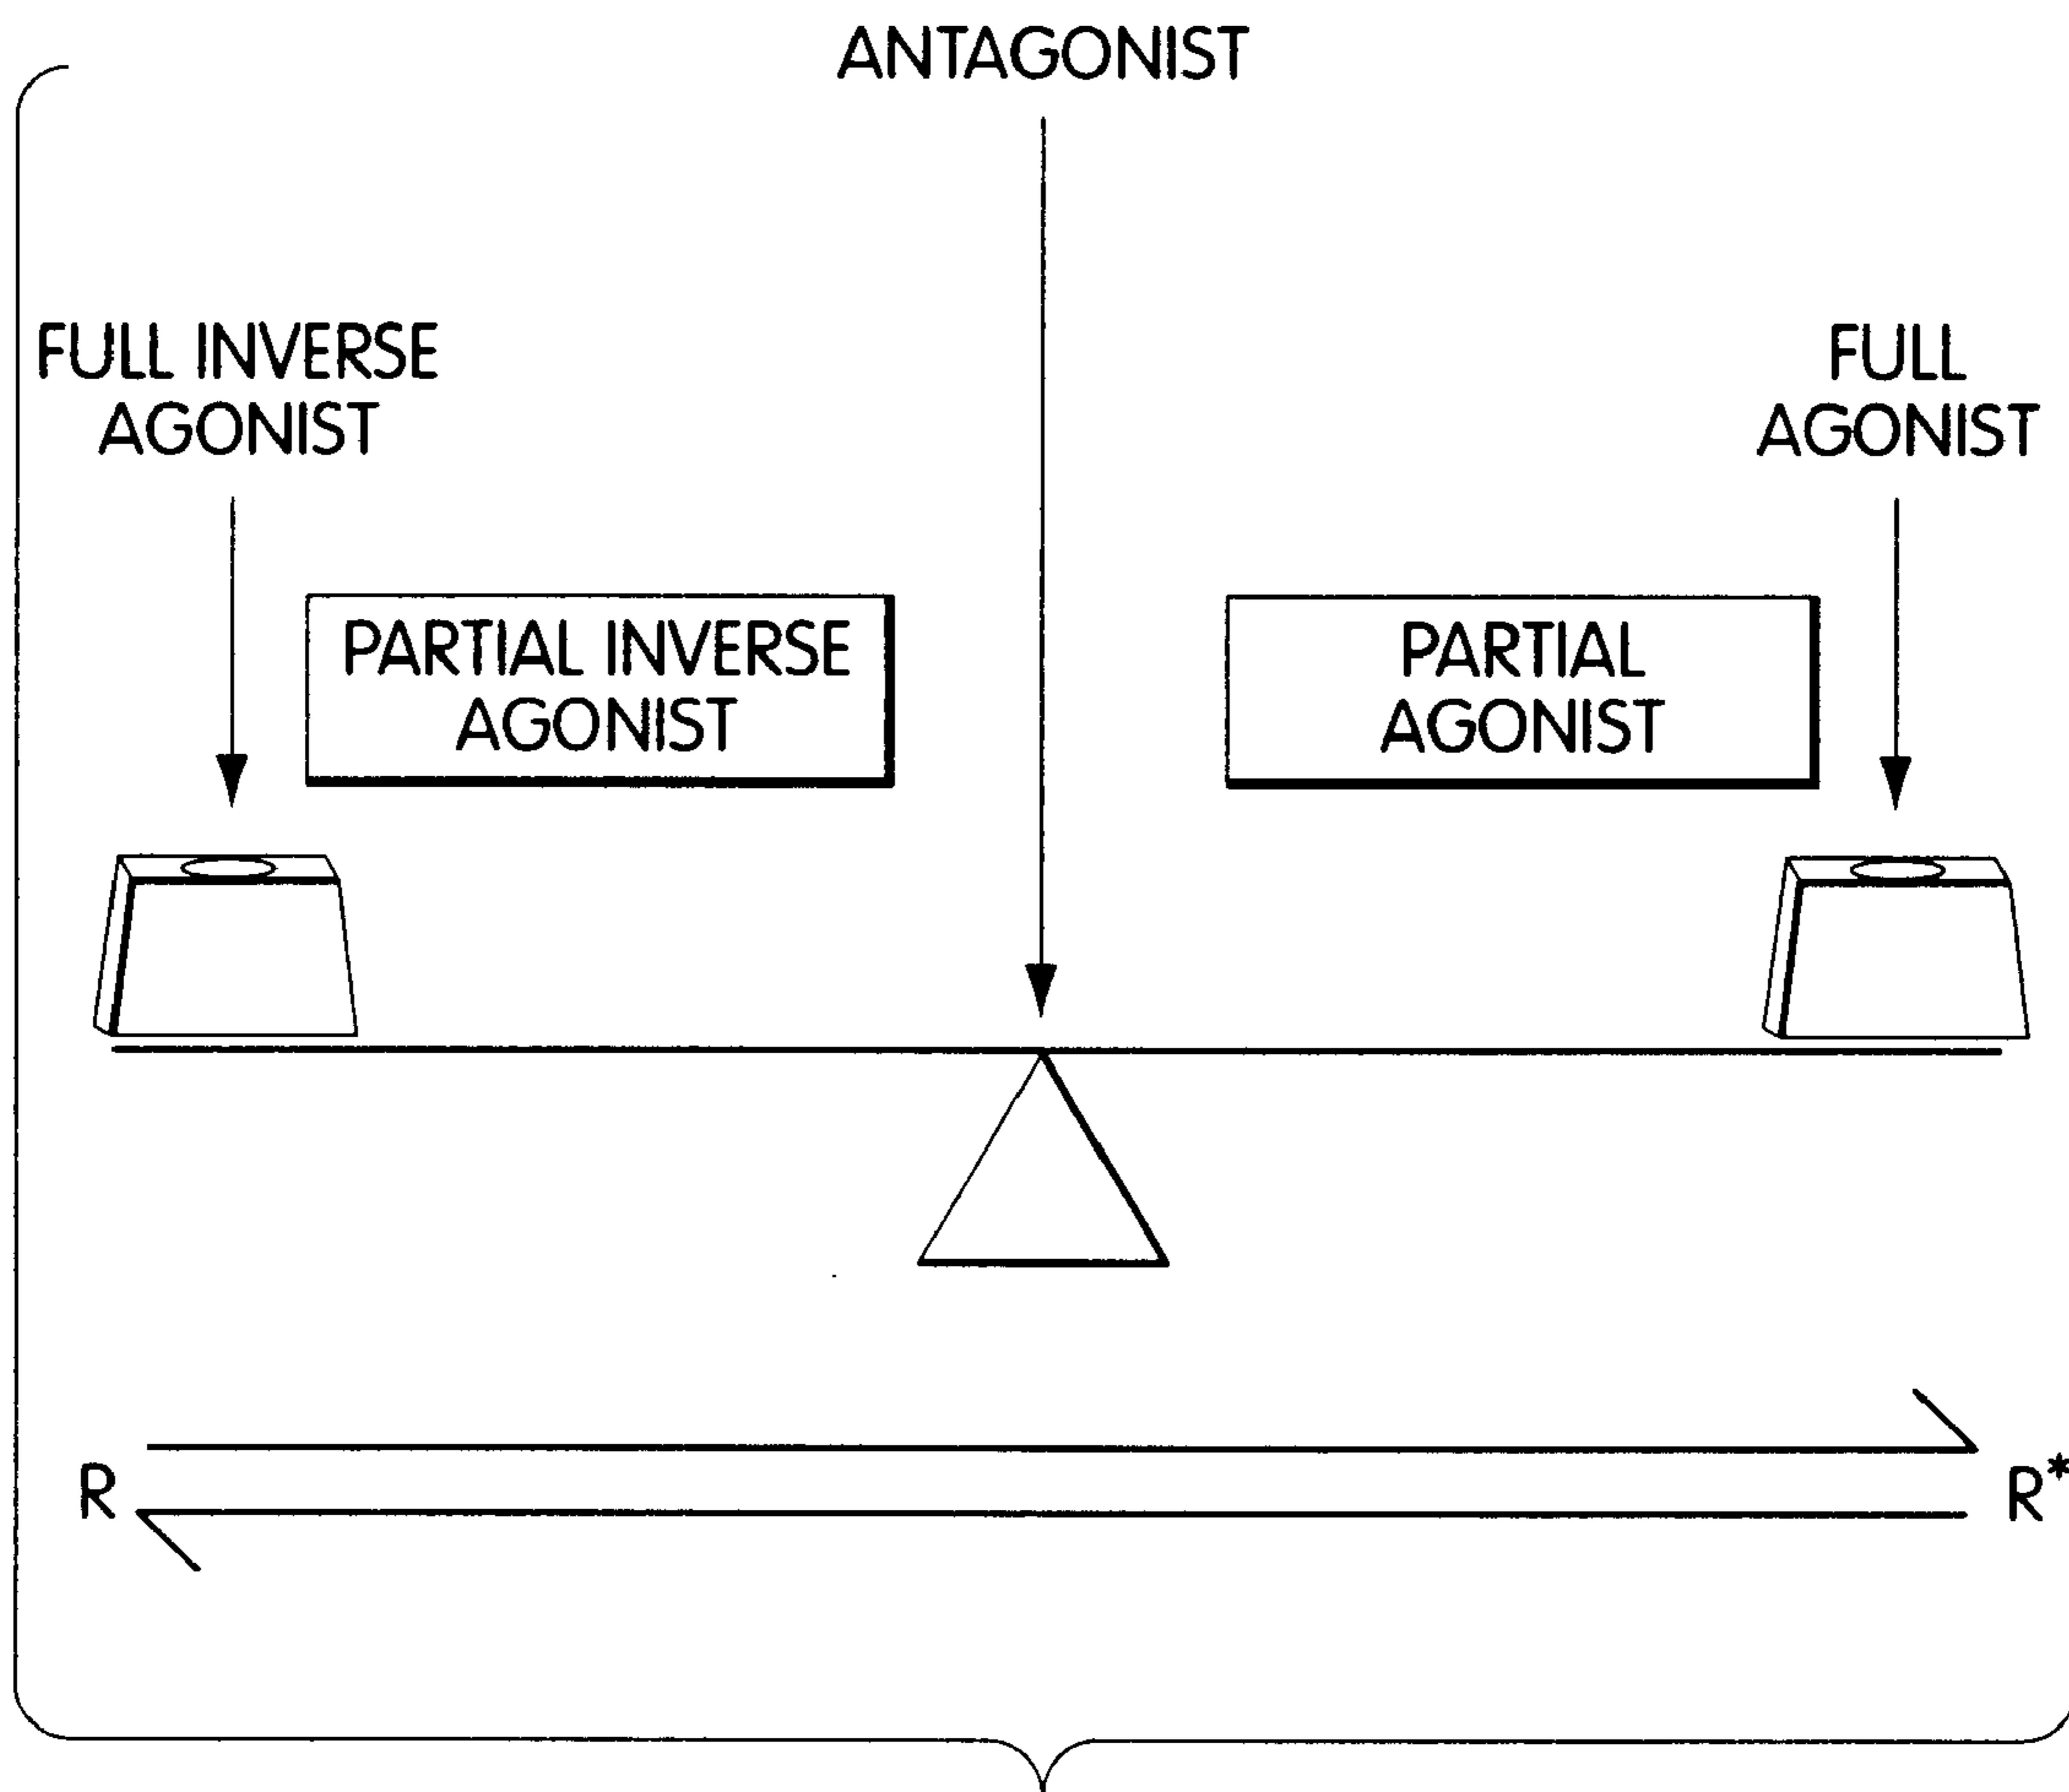 ANTAGONIST
FULL INVERSE
AGONIST
FULL
AGONIST
PARTIAL INVERSE
AGONIST
PARTIAL
AGONIST
R
R*